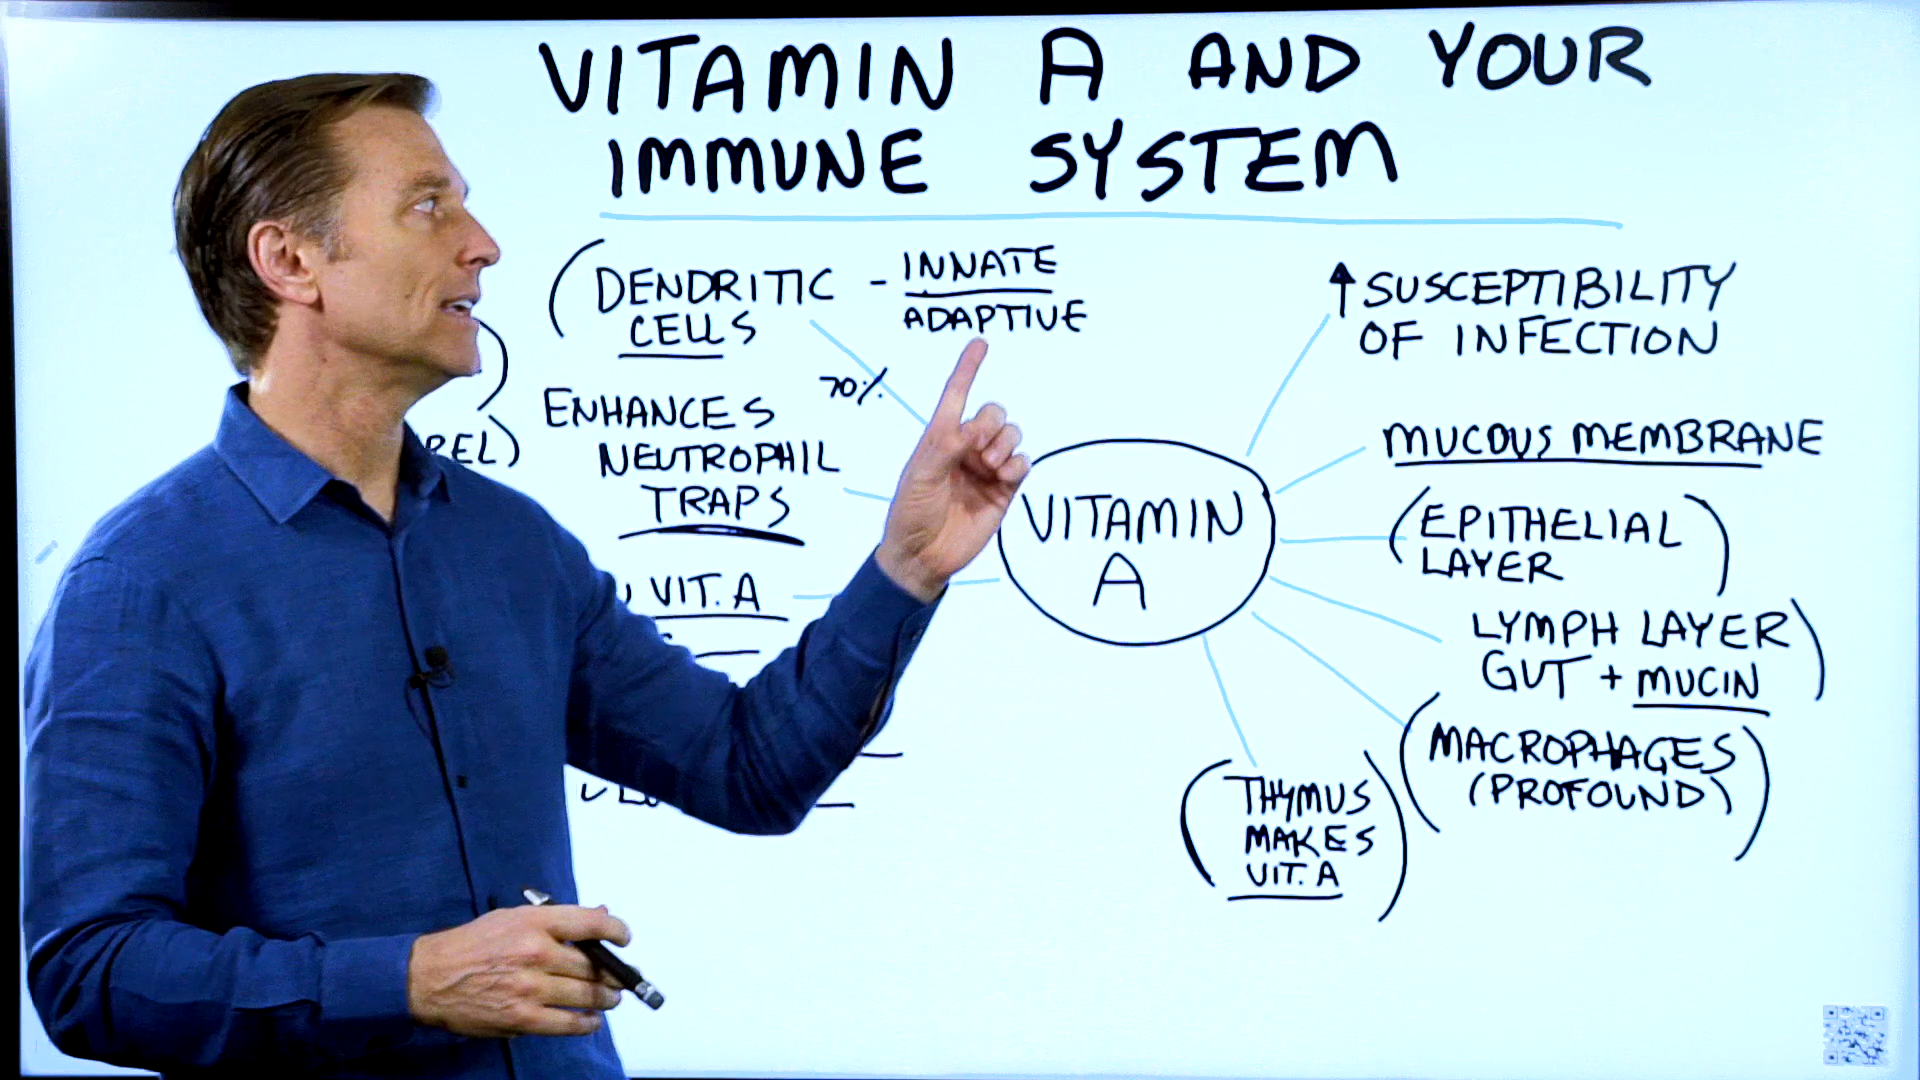 VITAMIN A AND YOUR
IMMUNE SYSTEM
(DENDRITIC
CELLS
- INNATE
ADAPTIVE
70%
ENHANCES
NEUTROPHIL
TRAPS
VIT. A
VITAMIN
A
↑ SUSCEPTIBILITY
OF INFECTION
MUCOUS MEMBRANE
(EPITHELIAL
LAYER)
LYMPH LAYER
GUT + MUCIN)
(MACROPHAGES
(PROFOUND))
(THYMUS
MAKES
VIT. A)